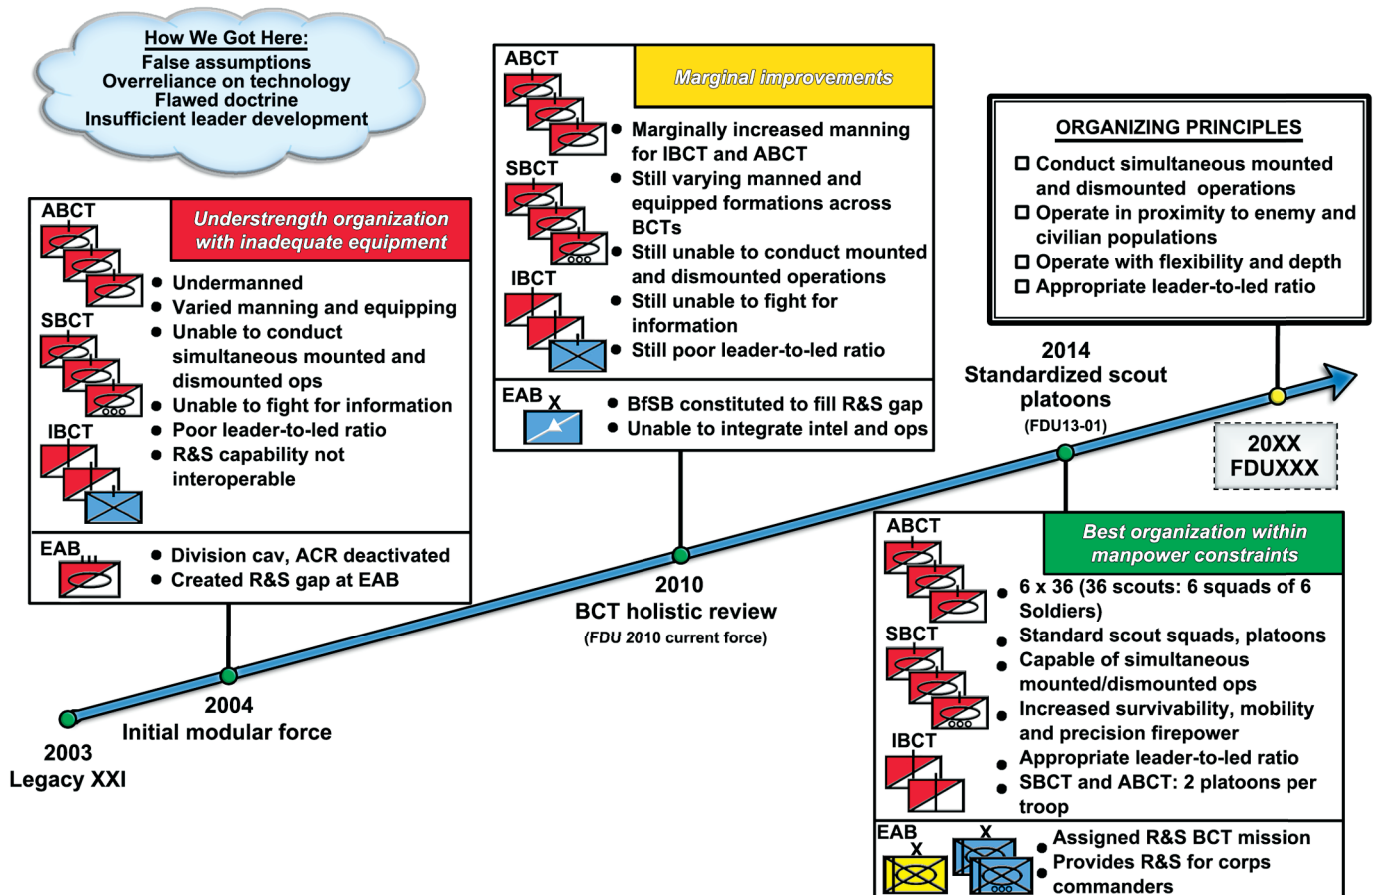 How We Got Here:
False assumptions
Overreliance on technology
Flawed doctrine
Insufficient leader development
ABCT
Understrength organization
with inadequate equipment
● Undermanned
● Varied manning and equipping
SBCT
● Unable to conduct
simultaneous mounted and
dismounted ops
● Unable to fight for information
IBCT
● Poor leader-to-led ratio
● R&S capability not
interoperable
EAB
● Division cav, ACR deactivated
● Created R&S gap at EAB
ABCT
Marginal improvements
● Marginally increased manning
for IBCT and ABCT
SBCT
● Still varying manned and
equipped formations across
BCTs
● Still unable to conduct mounted
and dismounted operations
IBCT
● Still unable to fight for
information
● Still poor leader-to-led ratio
EAB
X
● BfSB constituted to fill R&S gap
● Unable to integrate intel and ops
ORGANIZING PRINCIPLES
☐ Conduct simultaneous mounted
and dismounted operations
☐ Operate in proximity to enemy and
civilian populations
☐ Operate with flexibility and depth
☐ Appropriate leader-to-led ratio
2003
Legacy XXI
2004
Initial modular force
2010
BCT holistic review
(FDU 2010 current force)
2014
Standardized scout
platoons
(FDU13-01)
20XX
FDUXXX
ABCT
Best organization within
manpower constraints
● 6 x 36 (36 scouts: 6 squads of 6
Soldiers)
SBCT
● Standard scout squads, platoons
● Capable of simultaneous
mounted/dismounted ops
● Increased survivability, mobility
and precision firepower
IBCT
● Appropriate leader-to-led ratio
● SBCT and ABCT: 2 platoons per
troop
EAB
X
X
● Assigned R&S BCT mission
● Provides R&S for corps
commanders